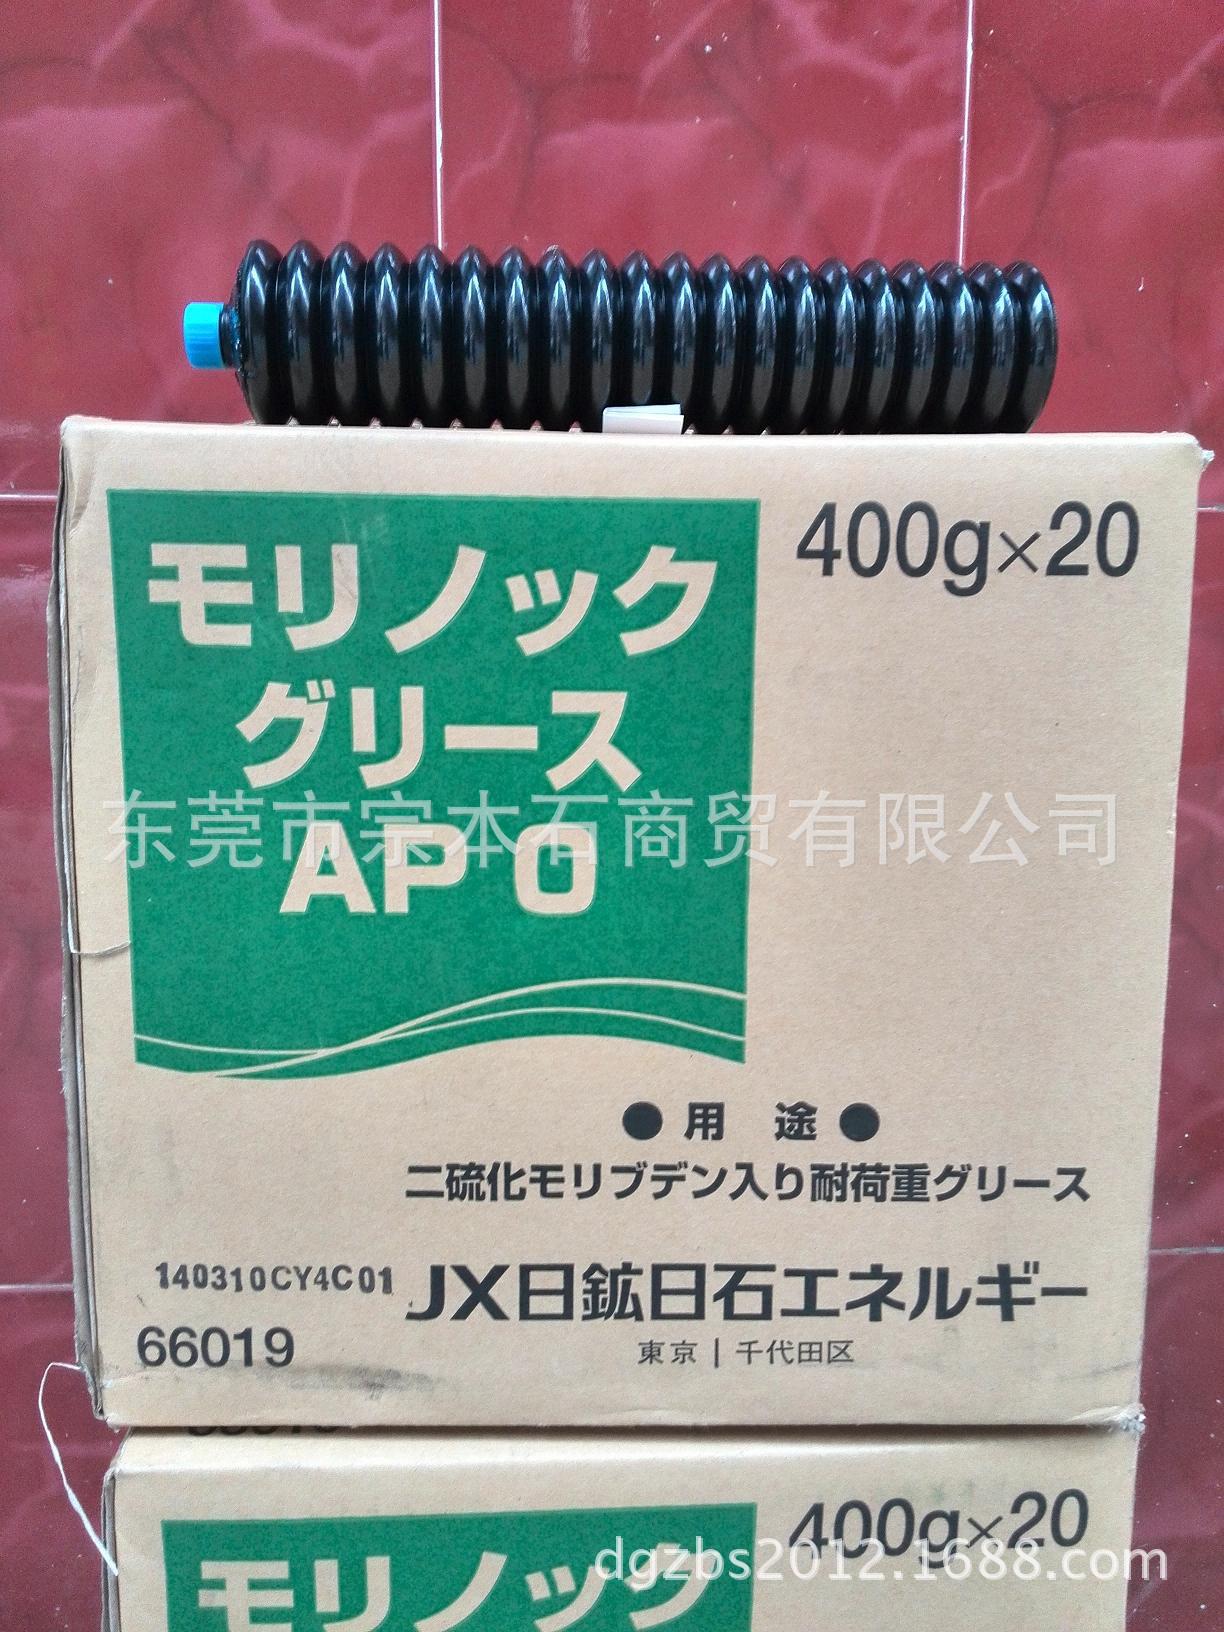 400g×20
モリノック
グリース
AP 0
东莞市宗本石商贸有限公司
●用 途●
二硫化モリブデン入り耐荷重グリース
140310CY4C01
JX日鉱日石エネルギー
66019
東京|千代田区
400g×20
dgzbs2012.1688.com
モリノック